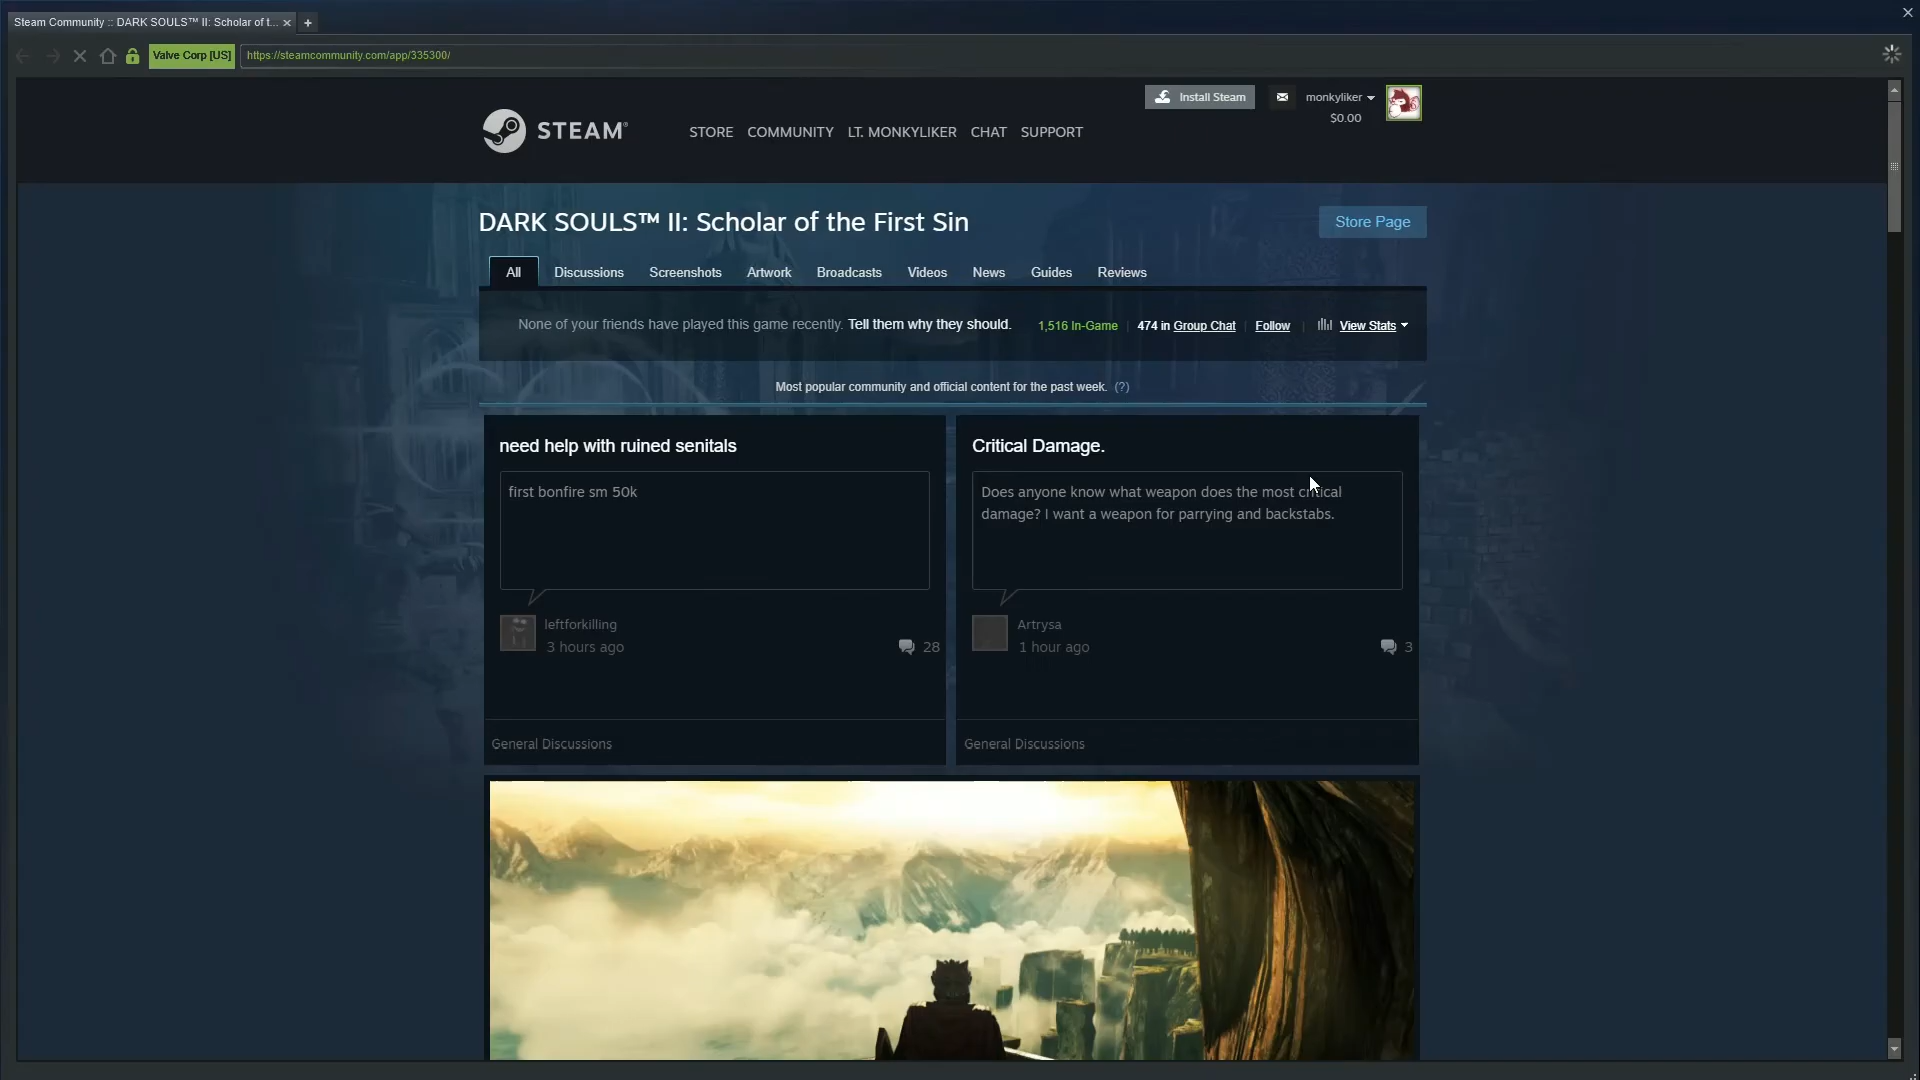 Steam Community :: DARK SOULS™ II: Scholar of t...
Valve Corp [US]
https://steamcommunity.com/app/335300/
Install Steam
monkyliker
$0.00
STEAM®
STORE
COMMUNITY
LT. MONKYLIKER
CHAT
SUPPORT
DARK SOULS™ II: Scholar of the First Sin
Store Page
All
Discussions
Screenshots
Artwork
Broadcasts
Videos
News
Guides
Reviews
None of your friends have played this game recently. Tell them why they should.
1,516 In-Game
474 in Group Chat
Follow
View Stats
Most popular community and official content for the past week. (?)
need help with ruined senitals
first bonfire sm 50k
leftforkilling
3 hours ago
28
General Discussions
Critical Damage.
Does anyone know what weapon does the most critical
damage? I want a weapon for parrying and backstabs.
Artrysa
1 hour ago
3
General Discussions